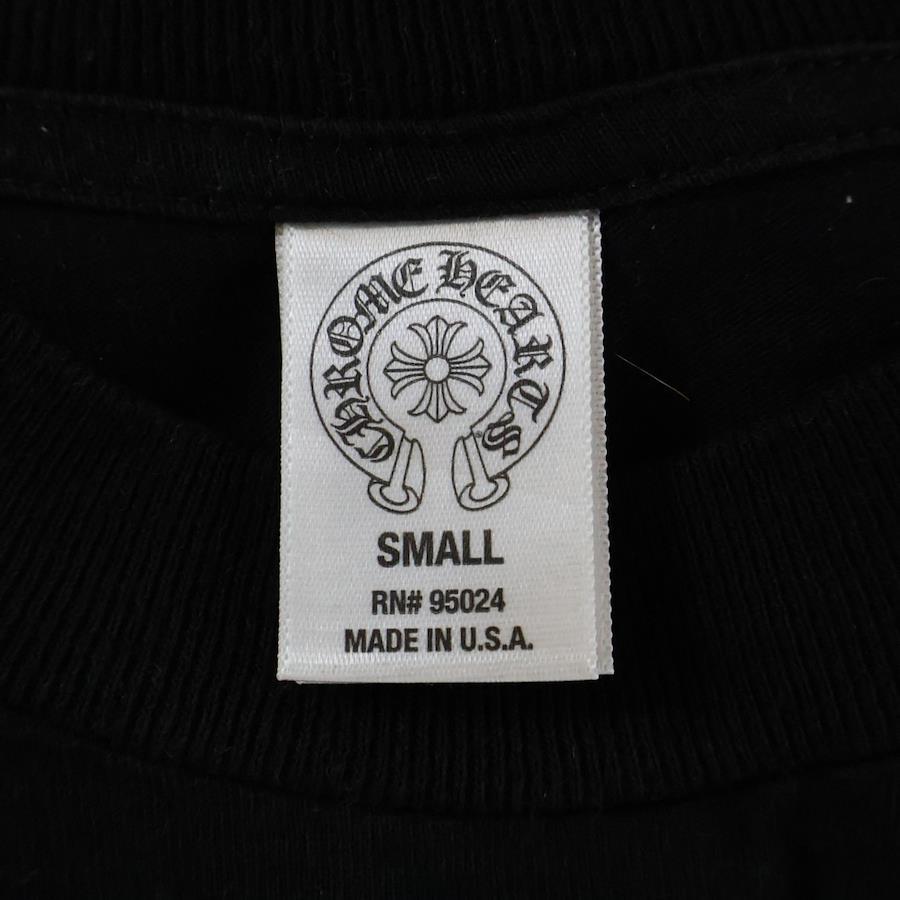 CHROME HEARTS
SMALL
RN# 95024
MADE IN U.S.A.